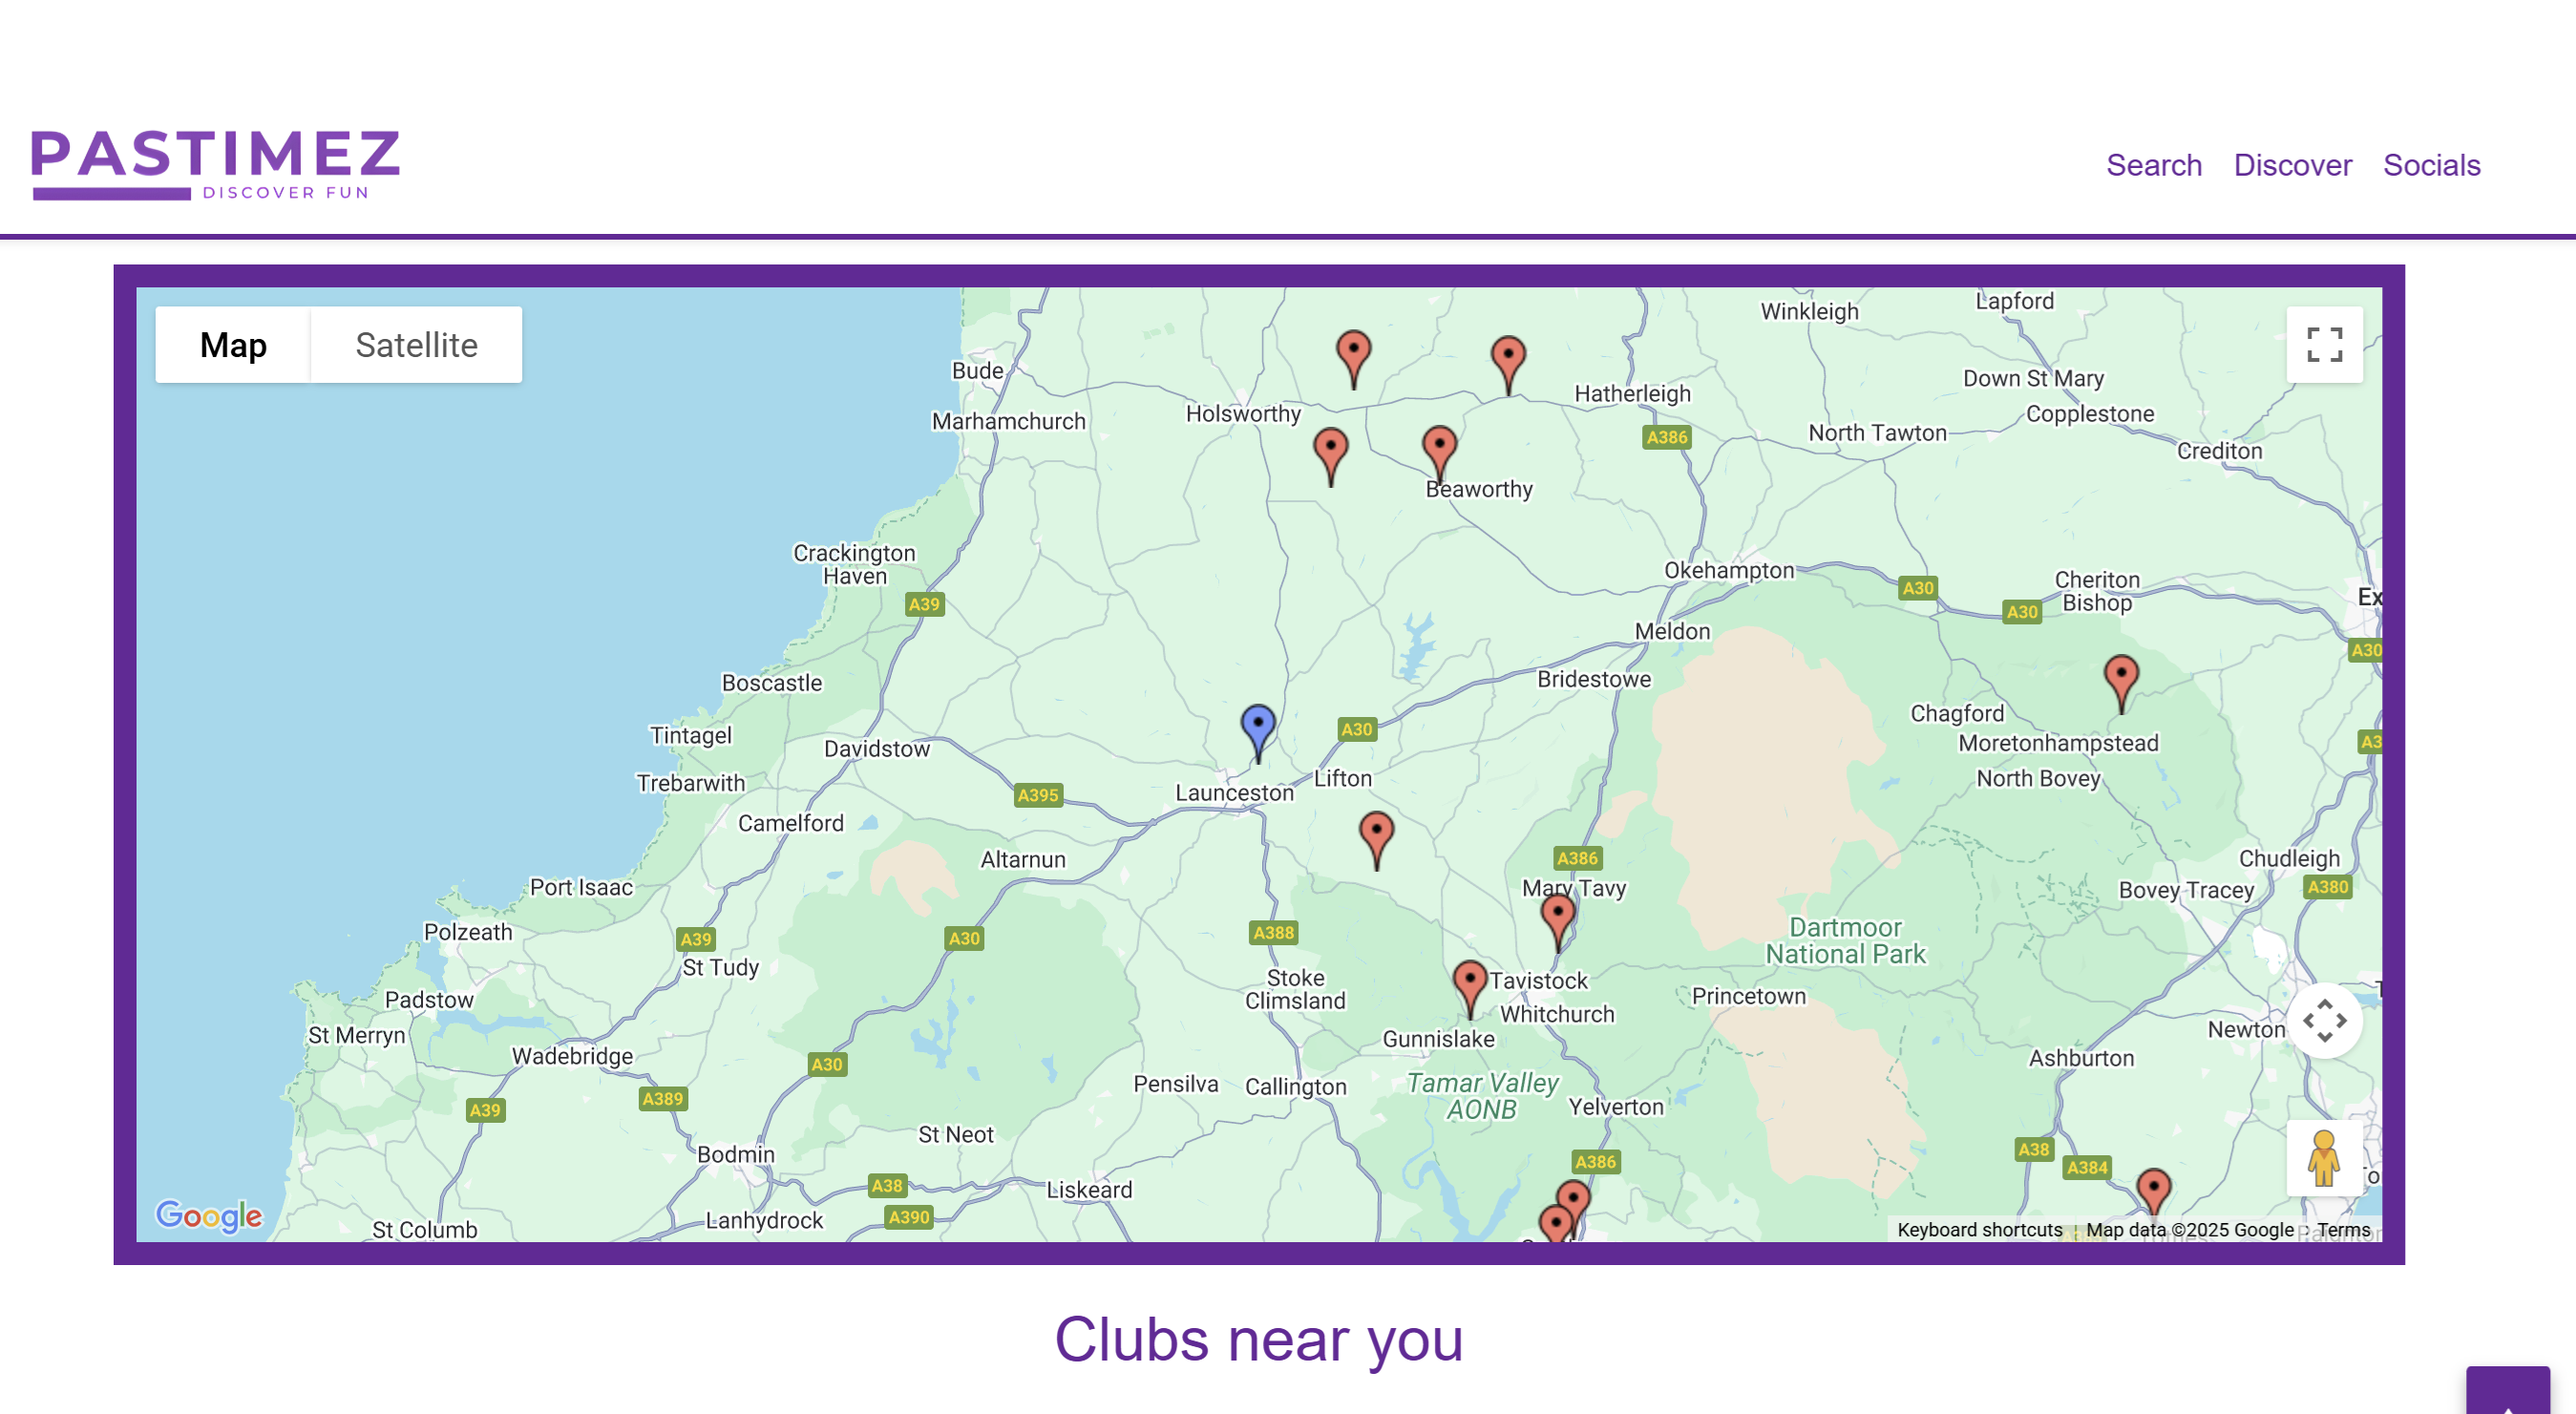 PASTIMEZ
DISCOVER FUN
Search Discover Socials
Map Satellite
Winkleigh
Lapford
Bude
Down St Mary
Hatherleigh
Holsworthy
Marhamchurch
Copplestone
North Tawton
A386
Crediton
Beaworthy
Crackington
Haven
Okehampton
Cheriton
Bishop
A30
A30
Ex
A39
Meldon
A30
Bridestowe
Boscastle
Chagford
Tintagel
Davidstow
A30
A3
Moretonhampstead
Trebarwith
Lifton
North Bovey
Launceston
A395
Camelford
Altarnun
A386
Chudleigh
Port Isaac
Mary Tavy
Bovey Tracey
A380
Polzeath
A39
A30
A388
Dartmoor
National Park
St Tudy
Stoke
Climsland
Tavistock
Padstow
Princetown
Whitchurch
St Merryn
Gunnislake
Newton
Wadebridge
A30
Ashburton
Pensilva
Callington
Tamar Valley
AONB
A389
A39
Yelverton
St Neot
Bodmin
A38
A386
A384
A38
Liskeard
A390
Lanhydrock
St Columb
Google
Keyboard shortcuts Map data ©2025 Google Terms
Clubs near you